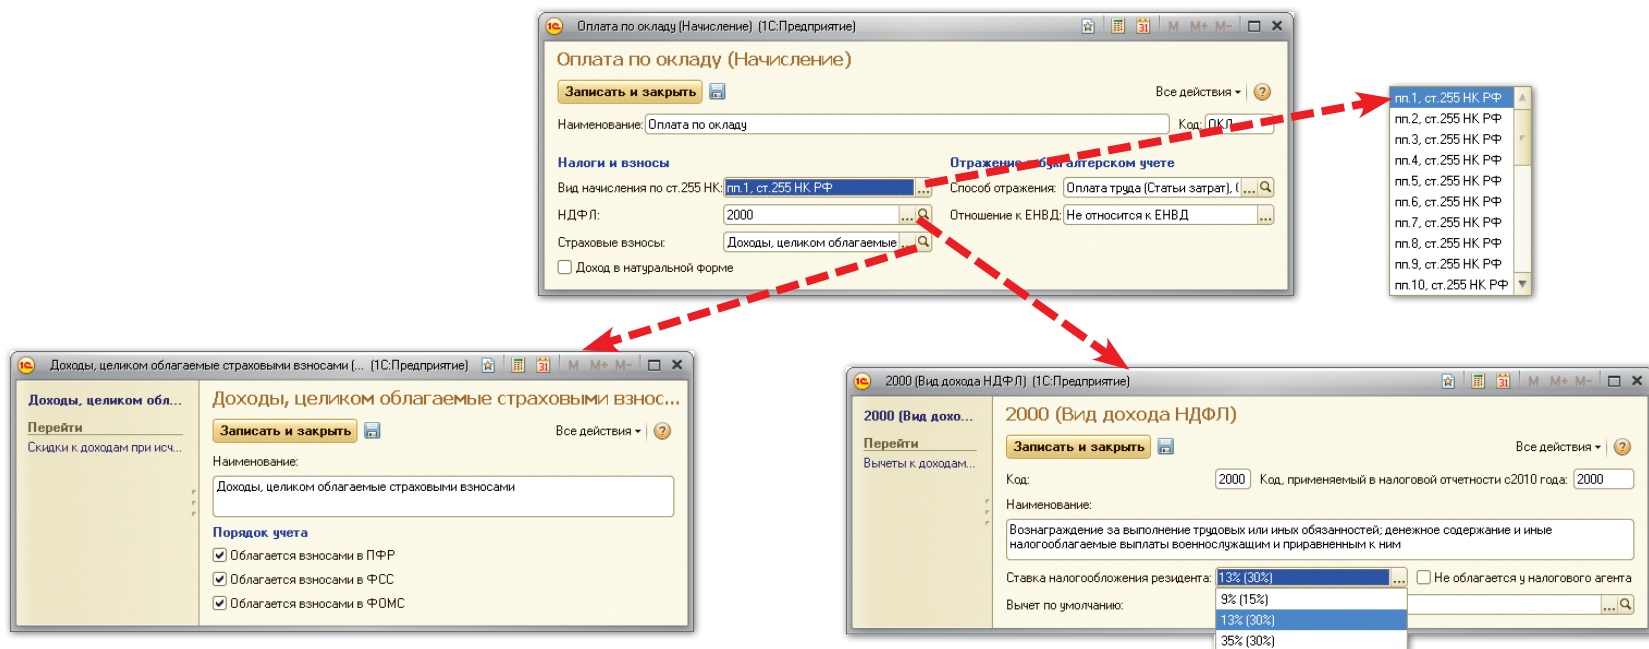 Оплата по окладу (Начисление) (1С:Предприятие)
M M+ M-
Оплата по окладу (Начисление)
Записать и закрыть
Все действия
Наименование: Оплата по окладу
Код: ОКЛ
Налоги и взносы
Отражение в бухгалтерском учете
Вид начисления по ст.255 НК: пп.1, ст.255 НК РФ
Способ отражения: Оплата труда (Статьи затрат), (
НДФЛ: 2000
Отношение к ЕНВД: Не относится к ЕНВД
Страховые взносы: Доходы, целиком облагаемые
Доход в натуральной форме
пп.1, ст.255 НК РФ
пп.2, ст.255 НК РФ
пп.3, ст.255 НК РФ
пп.4, ст.255 НК РФ
пп.5, ст.255 НК РФ
пп.6, ст.255 НК РФ
пп.7, ст.255 НК РФ
пп.8, ст.255 НК РФ
пп.9, ст.255 НК РФ
пп.10, ст.255 НК РФ
Доходы, целиком облагаемые страховыми взносами (... (1С:Предприятие)
31 M M+ M-
Доходы, целиком обл...
Перейти
Скидки к доходам при исч...
Доходы, целиком облагаемые страховыми взнос...
Записать и закрыть
Все действия
Наименование:
Доходы, целиком облагаемые страховыми взносами
Порядок учета
Облагается взносами в ПФР
Облагается взносами в ФСС
Облагается взносами в ФОМС
2000 (Вид дохода НДФЛ) (1С:Предприятие)
31 M M+ M-
2000 (Вид дохо...
Перейти
Вычеты к доходам...
2000 (Вид дохода НДФЛ)
Записать и закрыть
Все действия
Код: 2000 Код, применяемый в налоговой отчетности с2010 года: 2000
Наименование:
Вознаграждение за выполнение трудовых или иных обязанностей; денежное содержание и иные
налогооблагаемые выплаты военнослужащим и приравненным к ним
Ставка налогообложения резидента: 13% (30%)
Не облагается у налогового агента
Вычет по умолчанию:
9% (15%)
13% (30%)
35% (30%)